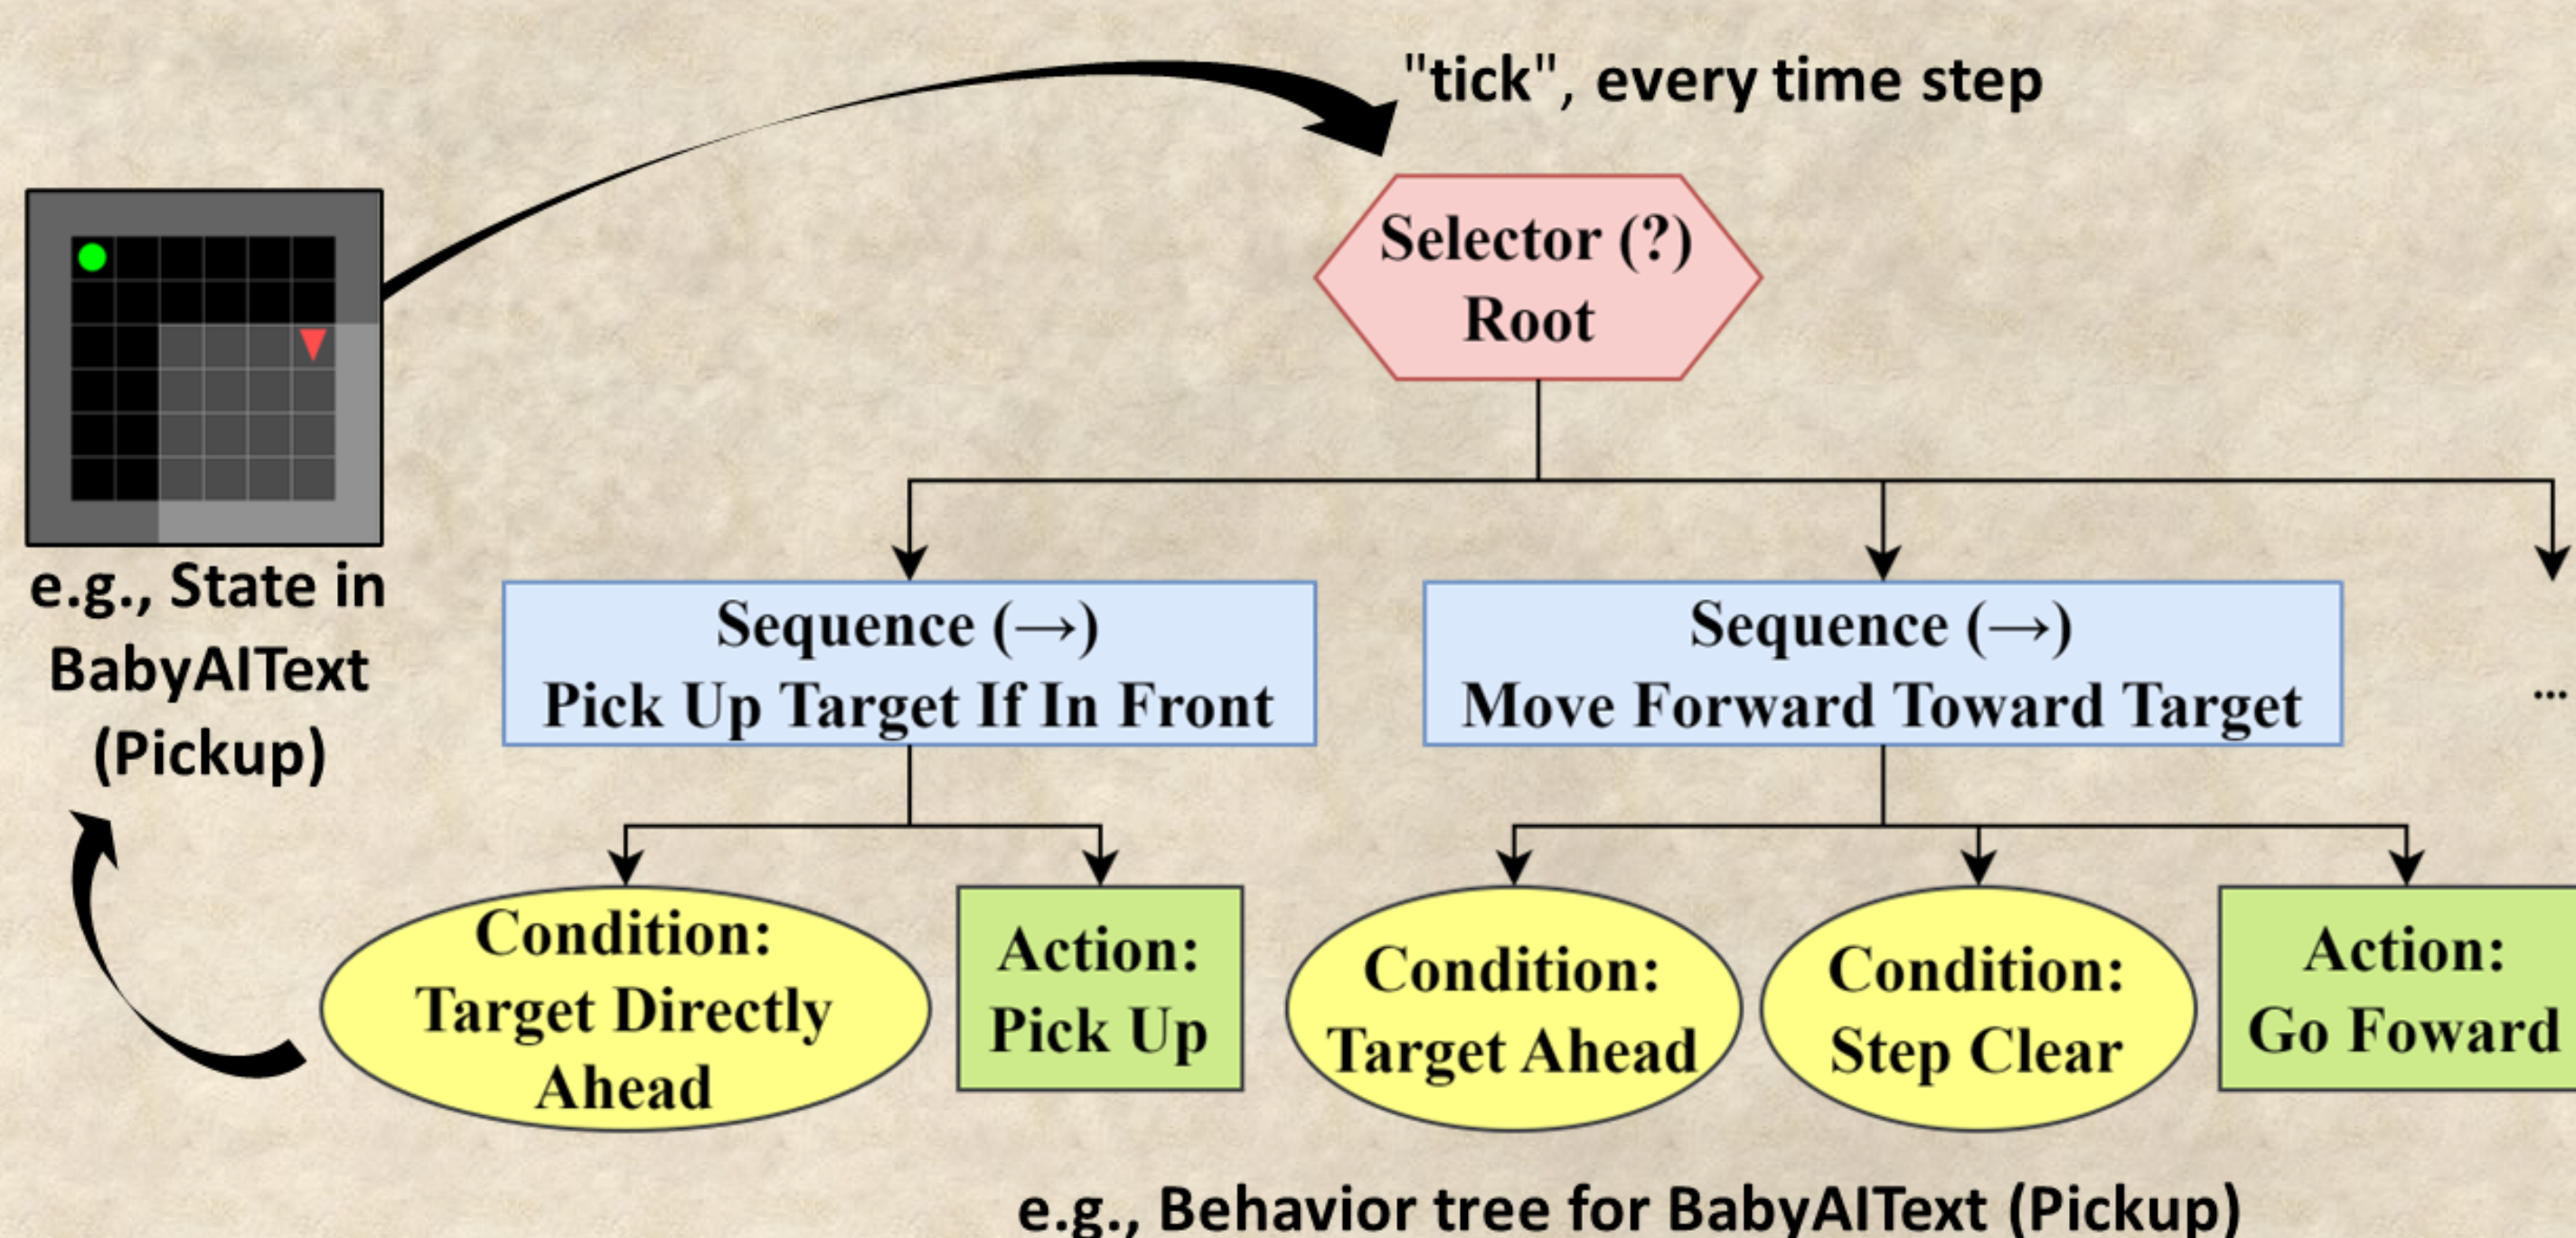 "tick", every time step
Selector (?)
Root
e.g., State in
BabyAIText
(Pickup)
Sequence (→)
Pick Up Target If In Front
Sequence (→)
Move Forward Toward Target
...
Condition:
Target Directly
Ahead
Action:
Pick Up
Condition:
Target Ahead
Condition:
Step Clear
Action:
Go Foward
e.g., Behavior tree for BabyAIText (Pickup)